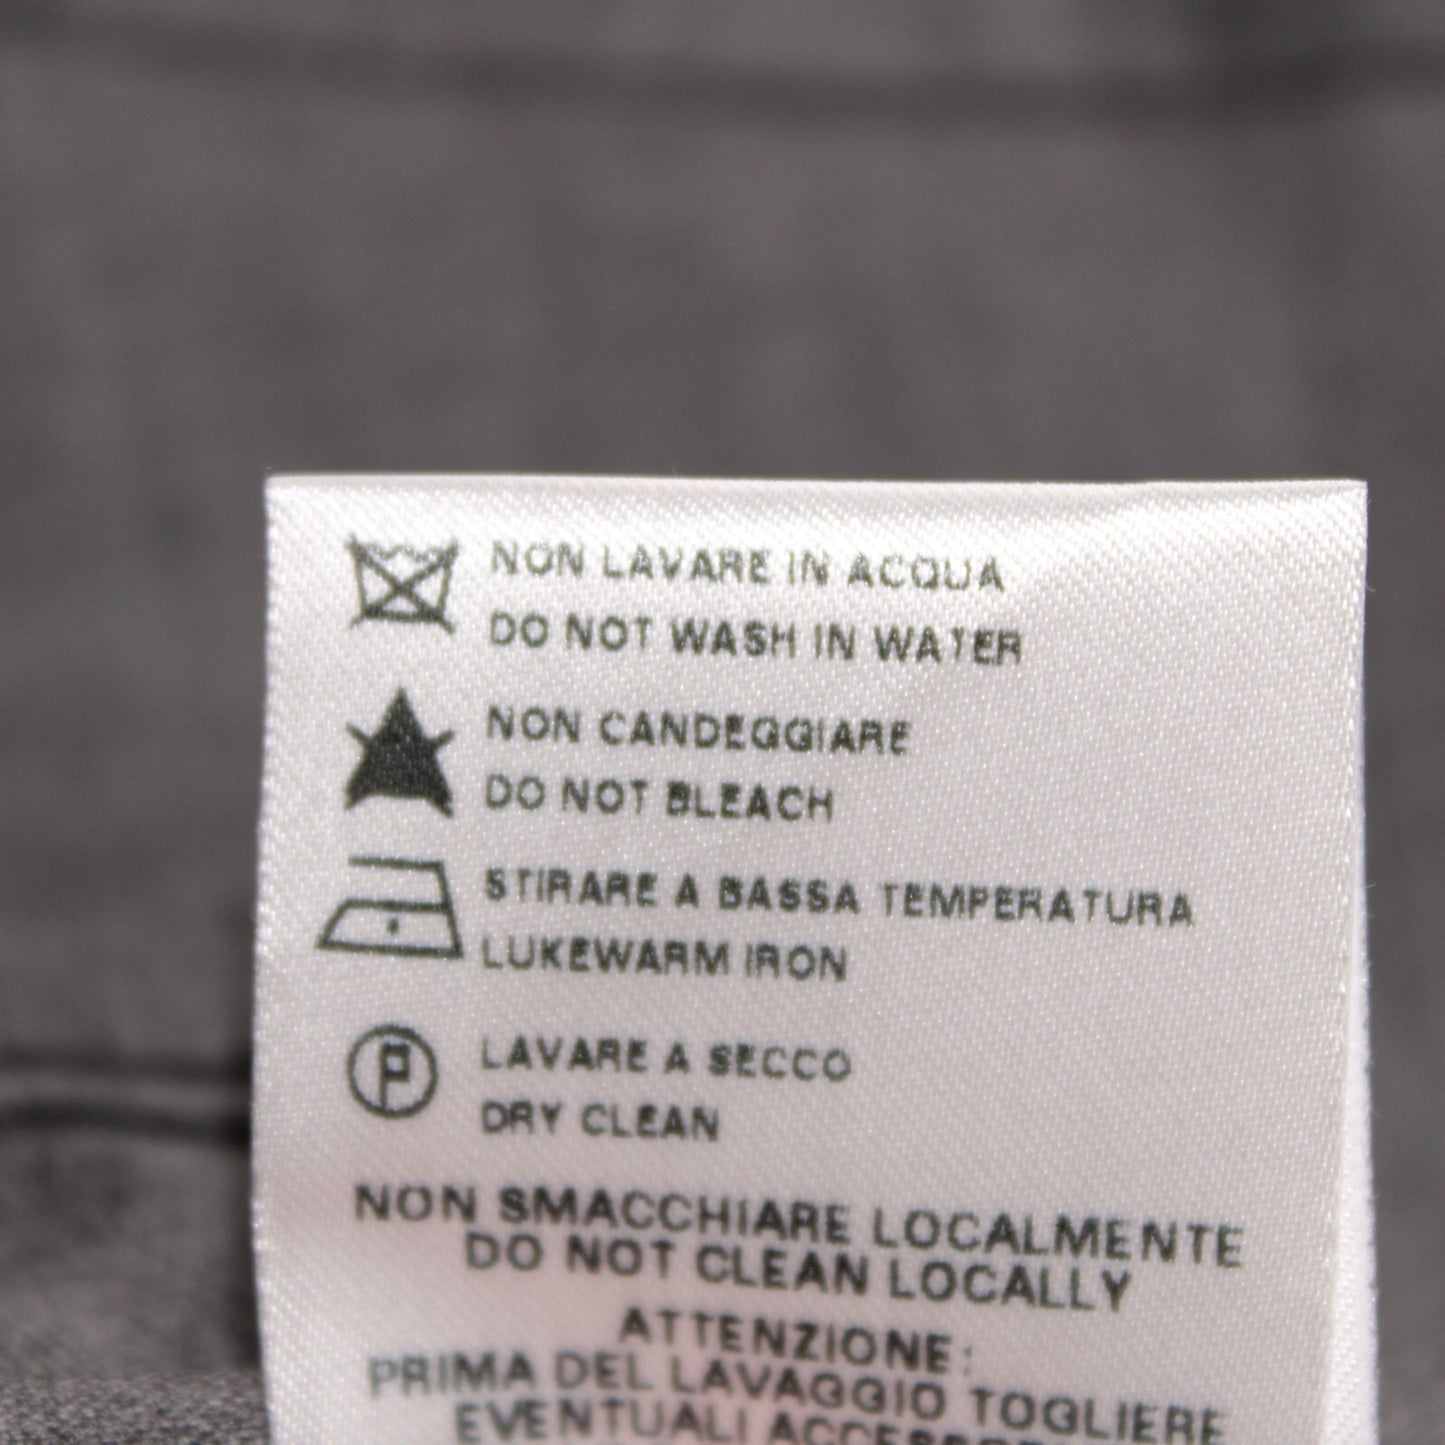 NON LAVARE IN ACQUA
DO NOT WASH IN WATER
NON CANDEGGIARE
DO NOT BLEACH
STIRARE A BASSA TEMPERATURA
LUKEWARM IRON
P
LAVARE A SECCO
DRY CLEAN
NON SMACCHIARE LOCALMENTE
DO NOT CLEAN LOCALLY
ATTENZIONE:
PRIMA DEL LAVAGGIO TOGLIERE
EVENTUALI